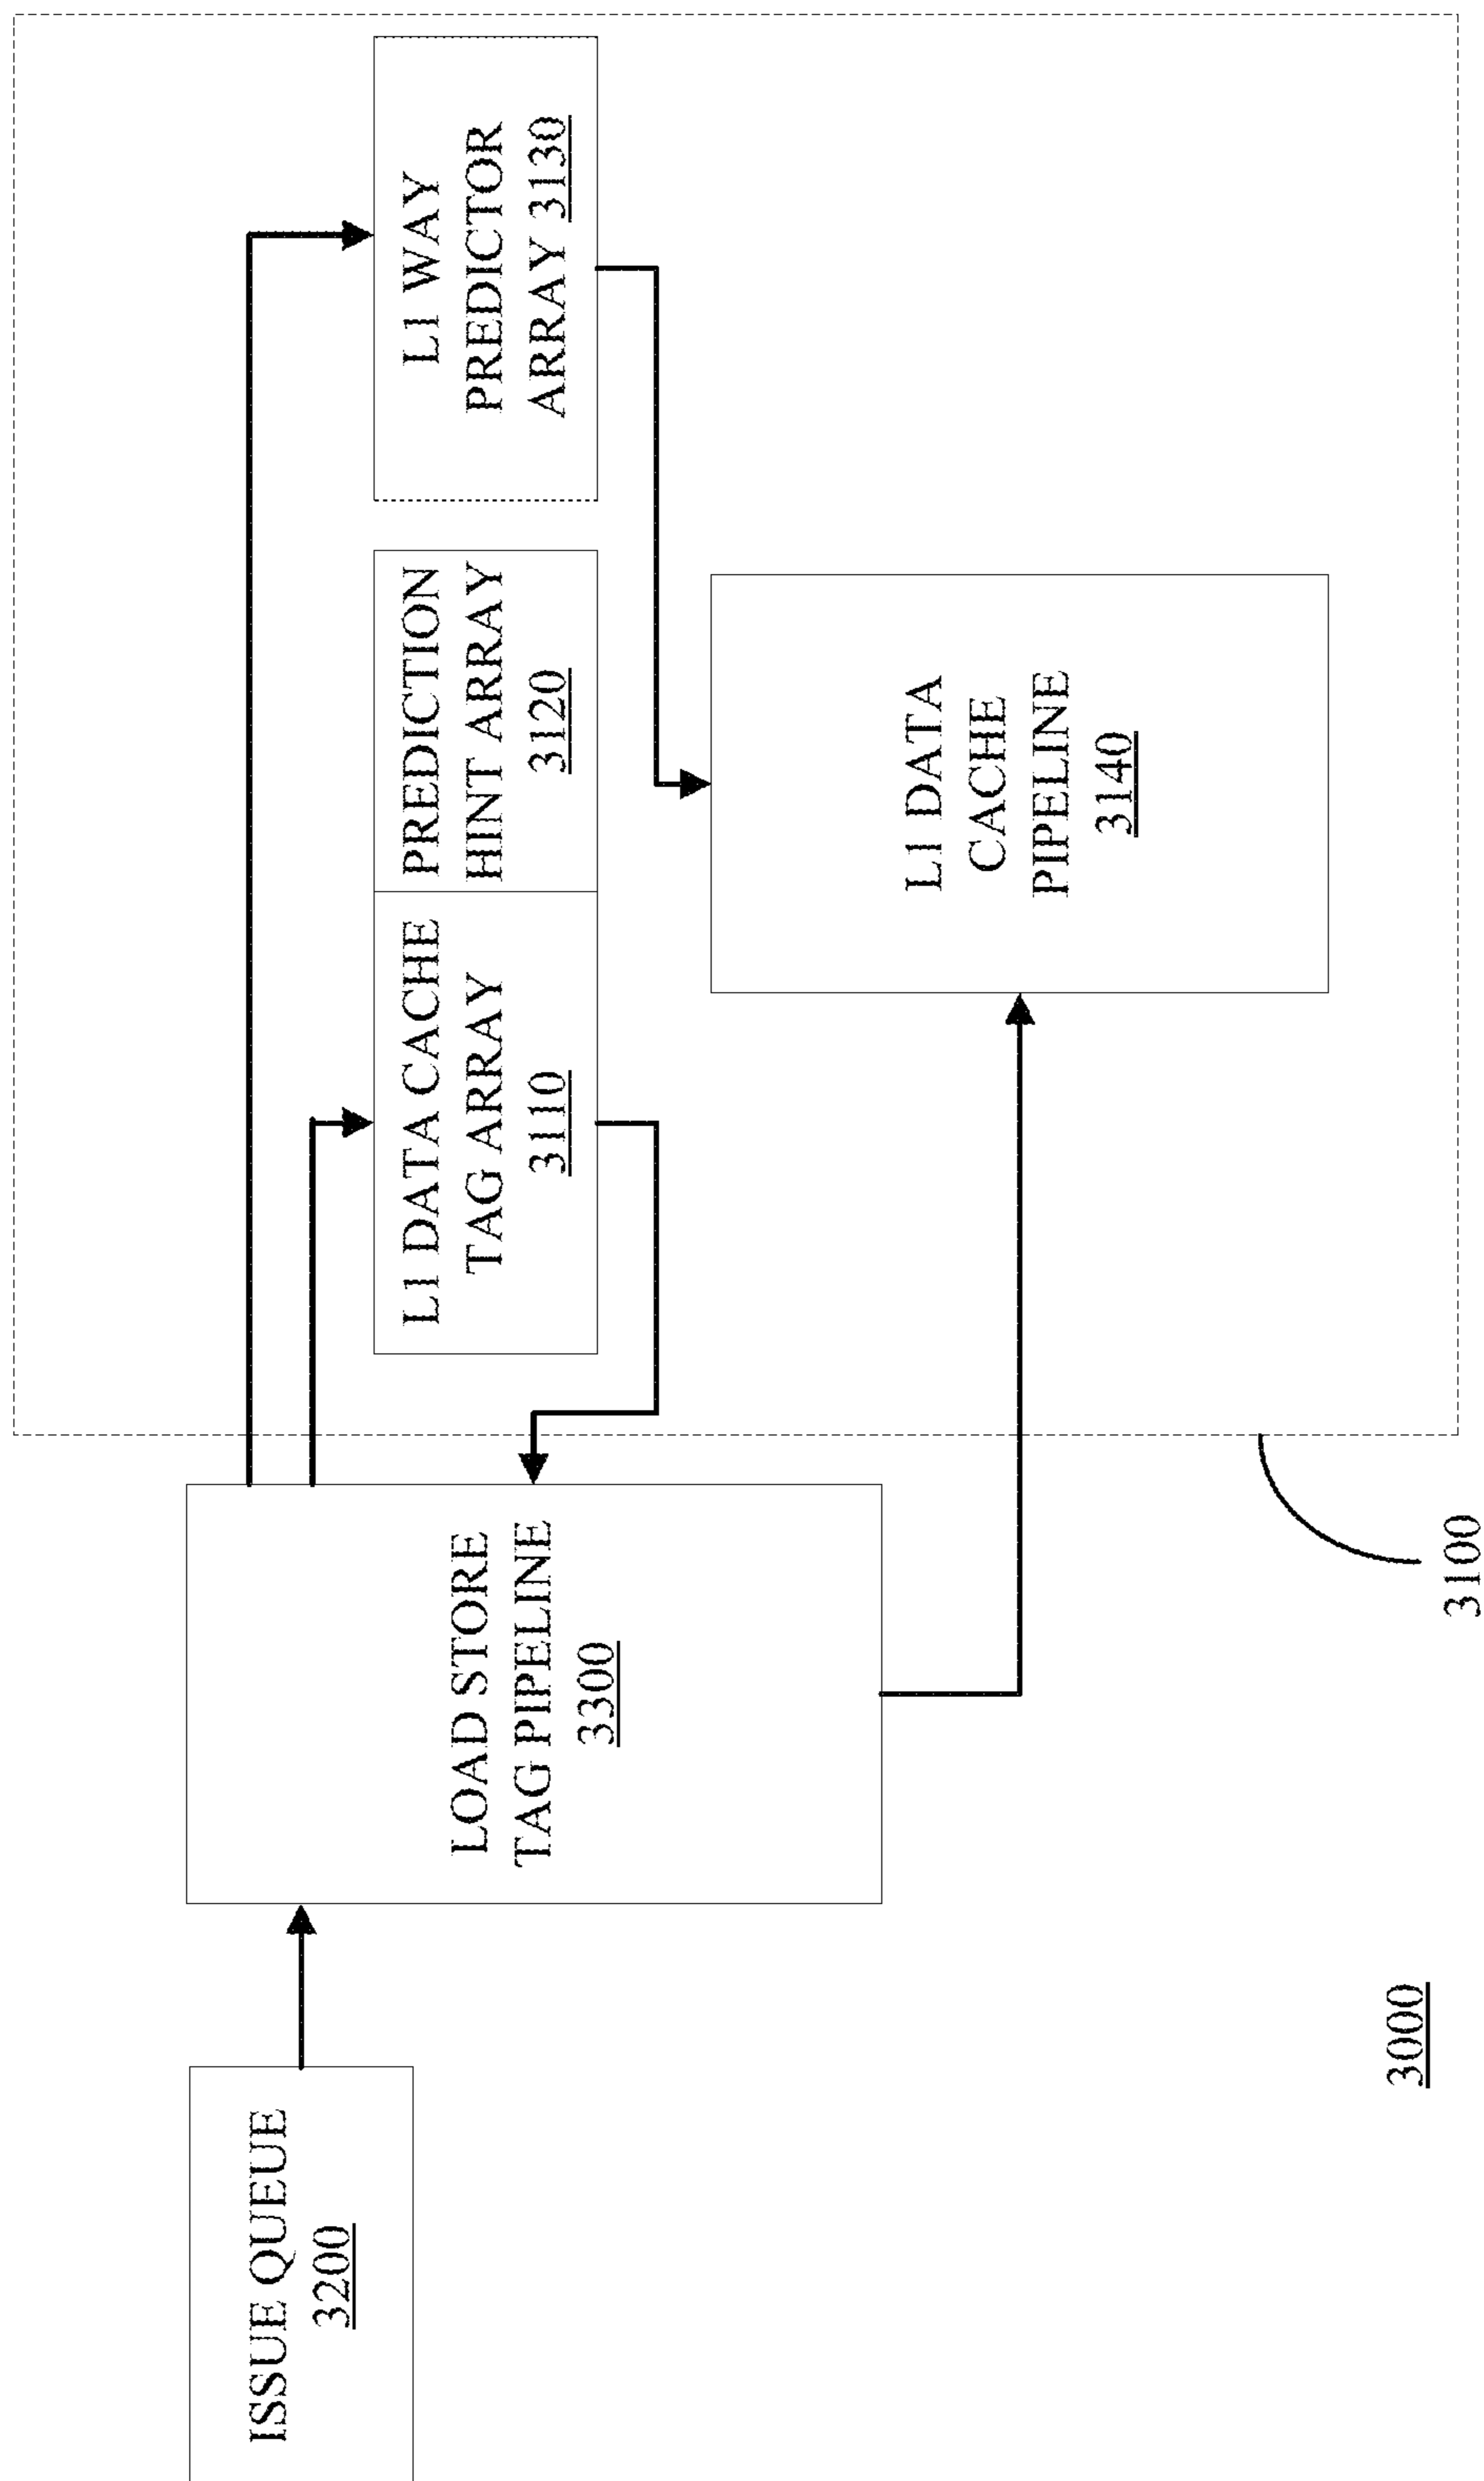 ISSUE QUEUE
3200
LOAD STORE
TAG PIPELINE
3300
L1 DATA CACHE
TAG ARRAY
3110
PREDICTION
HINT ARRAY
3120
L1 WAY
PREDICTOR
ARRAY 3130
L1 DATA
CACHE
PIPELINE
3140
3100
3000